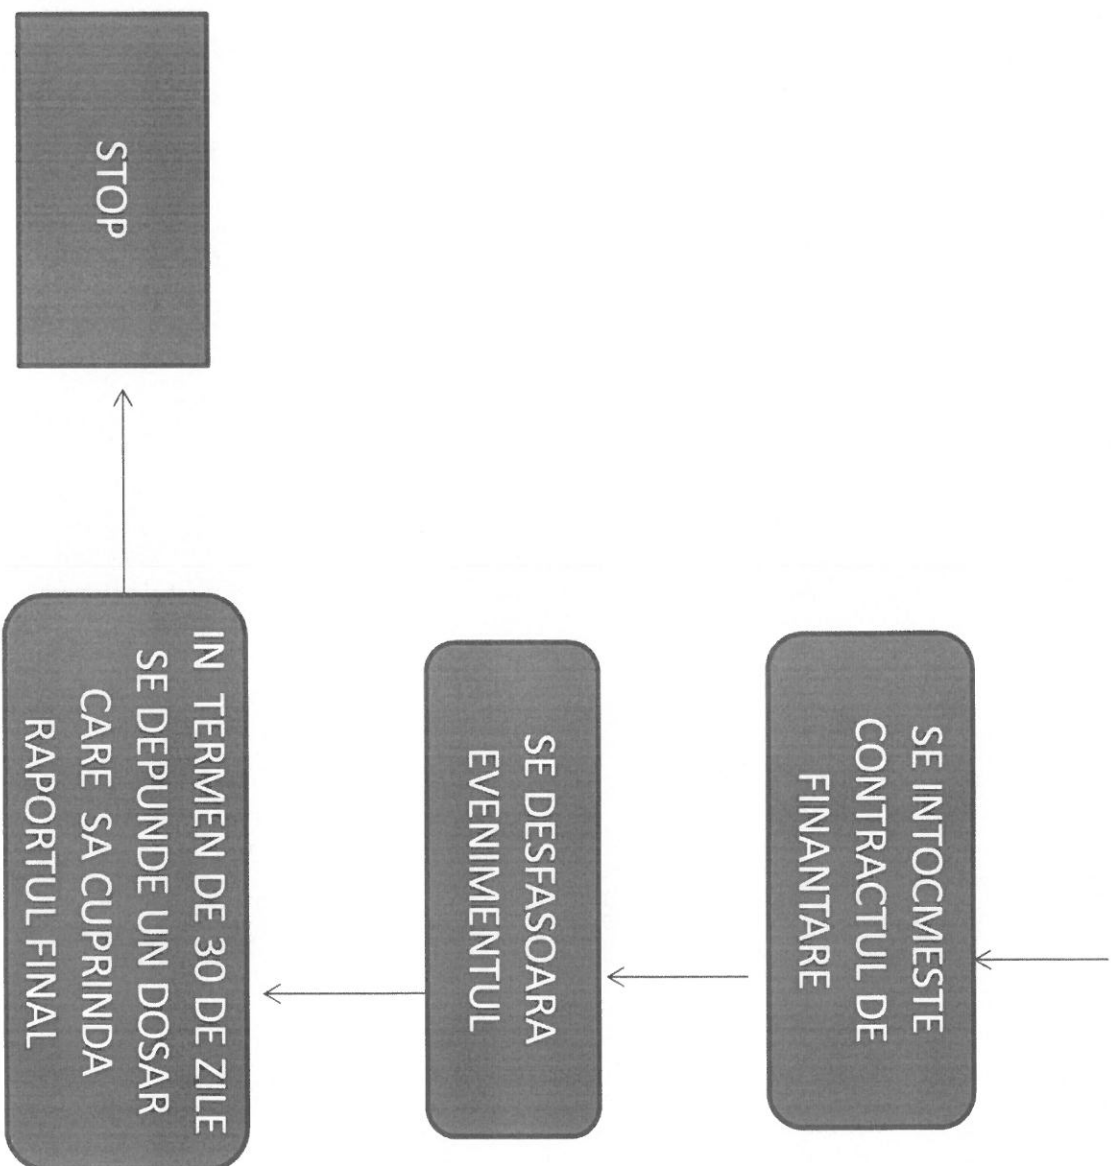 SE INTOCMESTE
CONTRACTUL DE
FINANTARE
SE DESFASOARA
EVENIMENTUL
IN TERMEN DE 30 DE ZILE
SE DEPUNDE UN DOSAR
CARE SA CUPRINDA
RAPORTUL FINAL
STOP